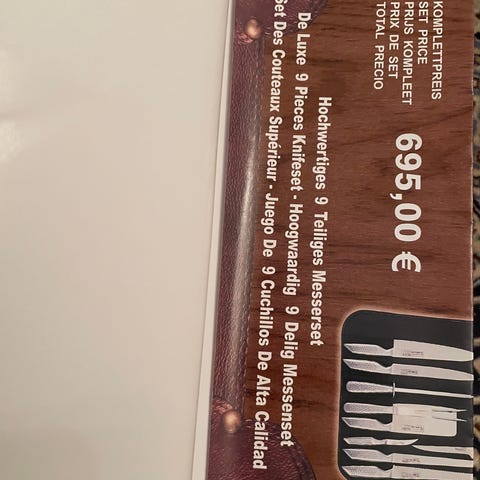 KOMPLETTPREIS
SET PRICE
PRIJS KOMPLEET
PRIX DE SET
TOTAL PRECIO
695,00 €
Hochwertiges 9 Teiliges Messerset
De Luxe 9 Pieces Knifeset - Hoogwaardig 9 Delig Messenset
Set Des Couteaux Supérieur - Juego De 9 Cuchillos De Alta Calidad